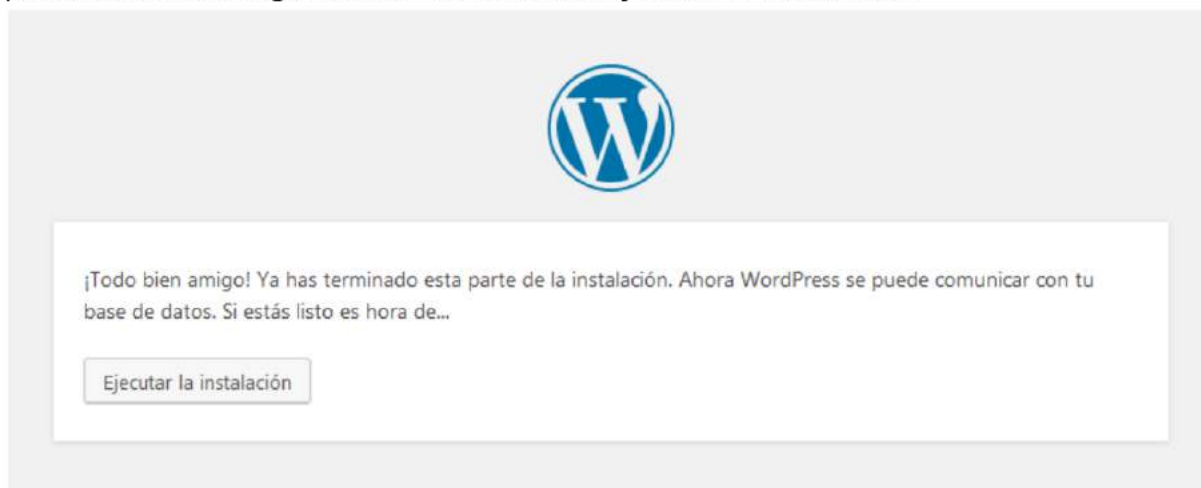 ¡Todo bien amigo! Ya has terminado esta parte de la instalación. Ahora WordPress se puede comunicar con tu
base de datos. Si estás listo es hora de...
Ejecutar la instalación